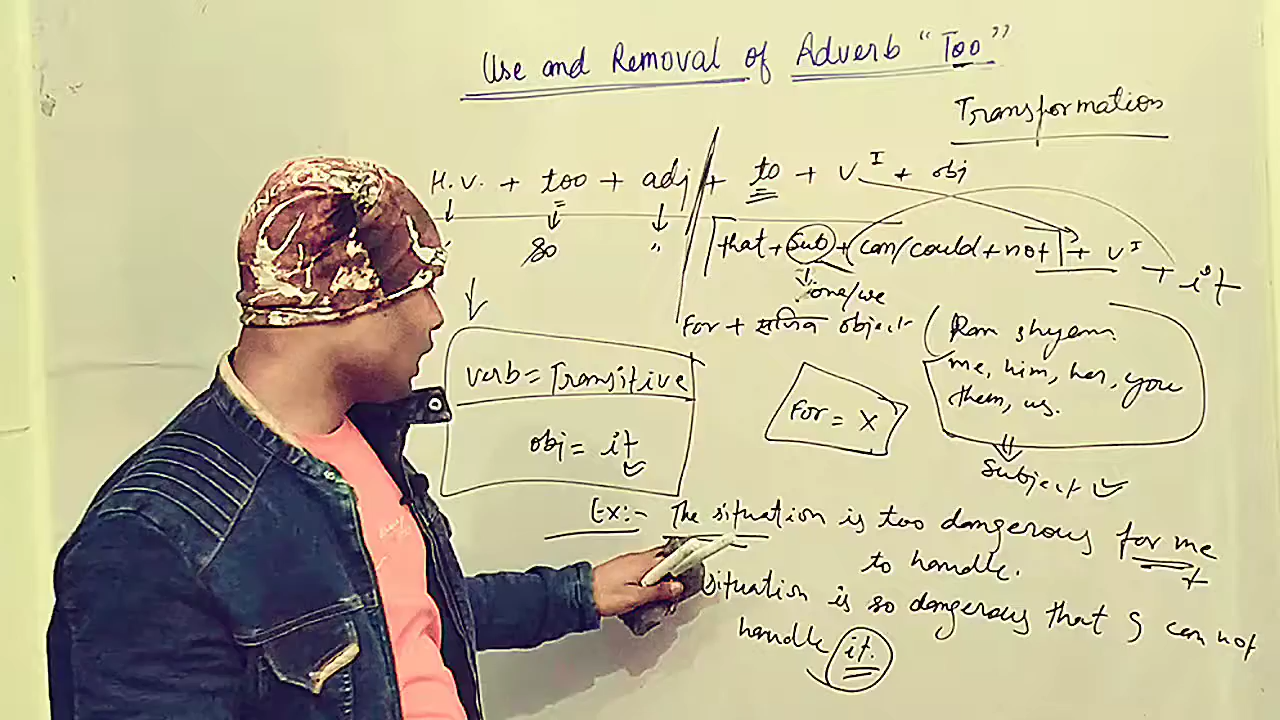 Use and Removal of Adverb "Too"
Transformation
H.V. + too + adj + to + V I + obj
" so " that + sub + can/could + not + V I + it
one/we
For + सजीव object (Ram shyam
me, him, her, you
them, us.
verb = Transitive
obj = it
For = X
Subject
Ex:- The situation is too dangerous for me
to handle.
situation is so dangerous that I can not
handle it.